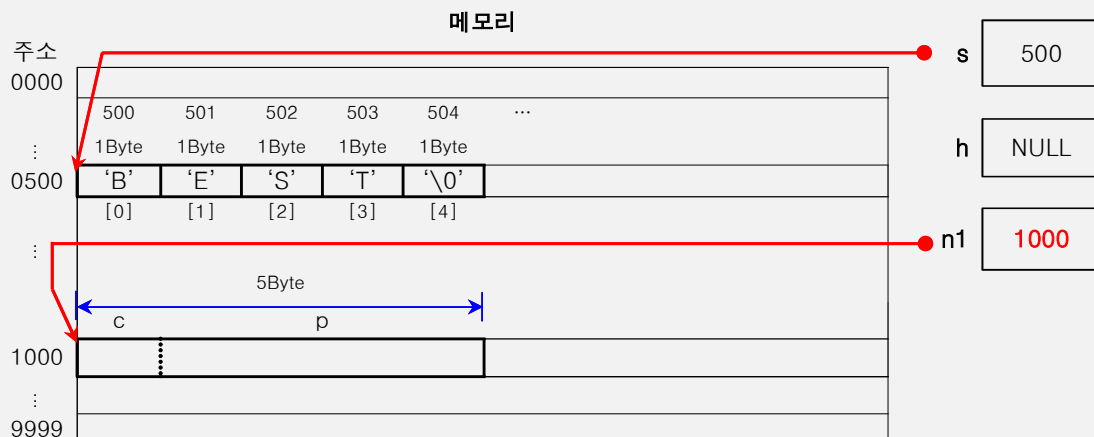 메모리
주소
s 500
0000
500 501 502 503 504 ...
1Byte 1Byte 1Byte 1Byte 1Byte
h NULL
⋮
0500 ‘B’ ‘E’ ‘S’ ‘T’ ‘\0’
[0] [1] [2] [3] [4]
n1 1000
⋮
5Byte
c p
1000
⋮
9999